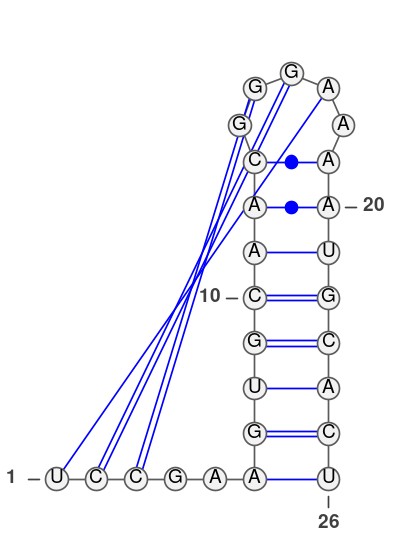 G
G A
G A
C A
A A – 20
A U
10 – C G
G C
U A
G C
1 – U C C G A A U
26